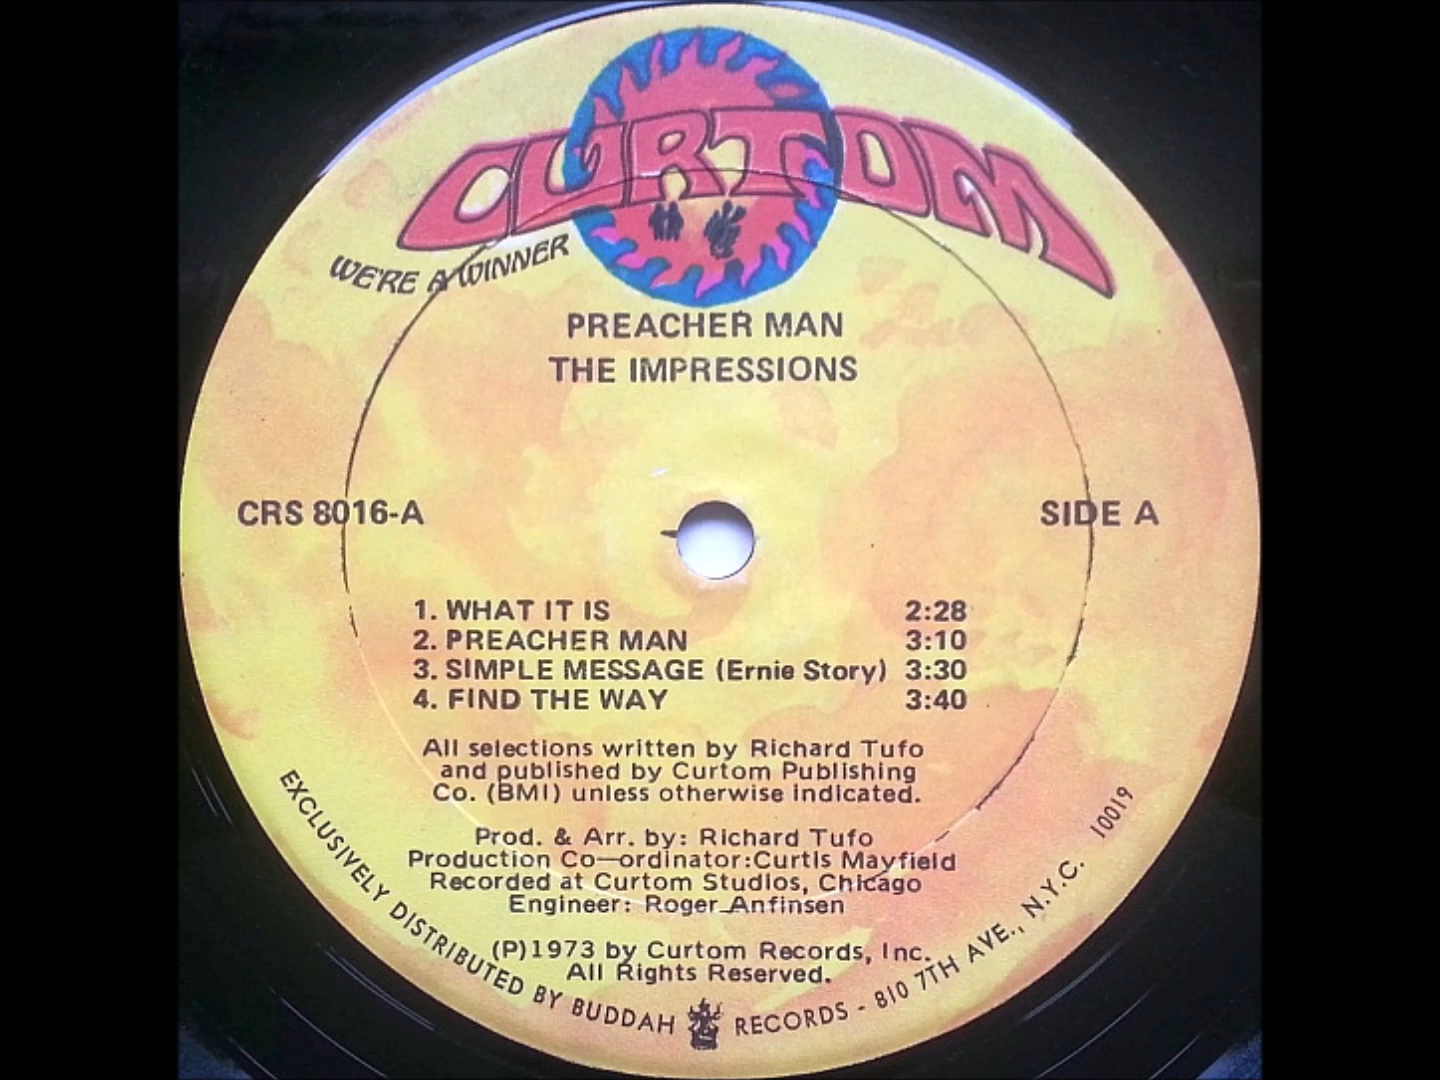 CURTOM
WE'RE A WINNER
PREACHER MAN
THE IMPRESSIONS
CRS 8016-A
SIDE A
1. WHAT IT IS 2:28
2. PREACHER MAN 3:10
3. SIMPLE MESSAGE (Ernie Story) 3:30
4. FIND THE WAY 3:40
All selections written by Richard Tufo
and published by Curtom Publishing
Co. (BMI) unless otherwise indicated.
Prod. & Arr. by: Richard Tufo
Production Co—ordinator:Curtis Mayfield
Recorded at Curtom Studios, Chicago
Engineer: Roger Anfinsen
(P)1973 by Curtom Records, Inc.
All Rights Reserved.
EXCLUSIVELY DISTRIBUTED BY BUDDAH RECORDS - 810 7TH AVE., N.Y.C. 10019